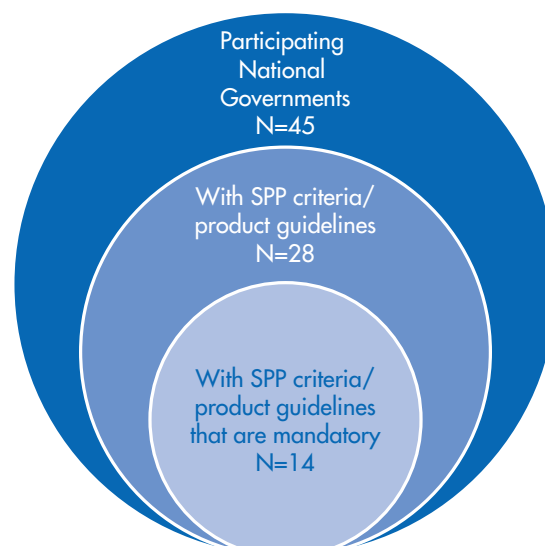 Participating
National
Governments
N=45
With SPP criteria/
product guidelines
N=28
With SPP criteria/
product guidelines
that are mandatory
N=14